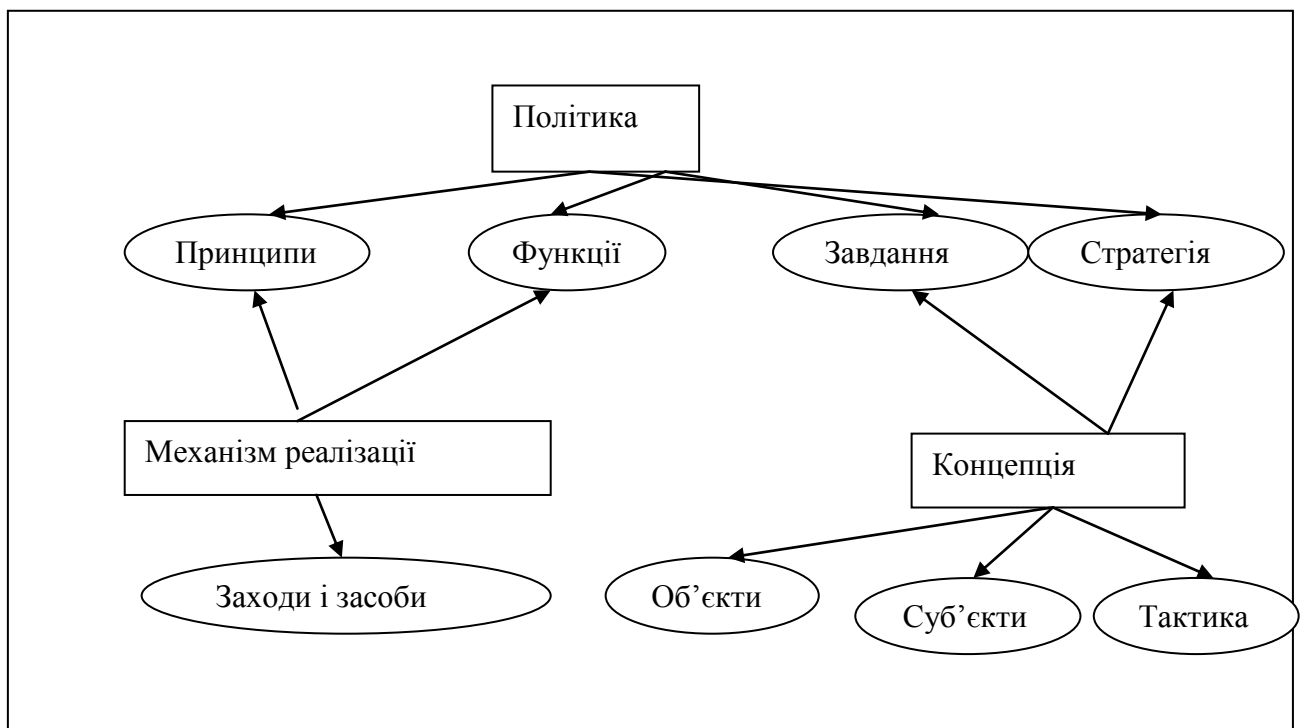 Політика
Принципи
Функції
Завдання
Стратегія
Механізм реалізації
Концепція
Заходи і засоби
Об’єкти
Суб’єкти
Тактика